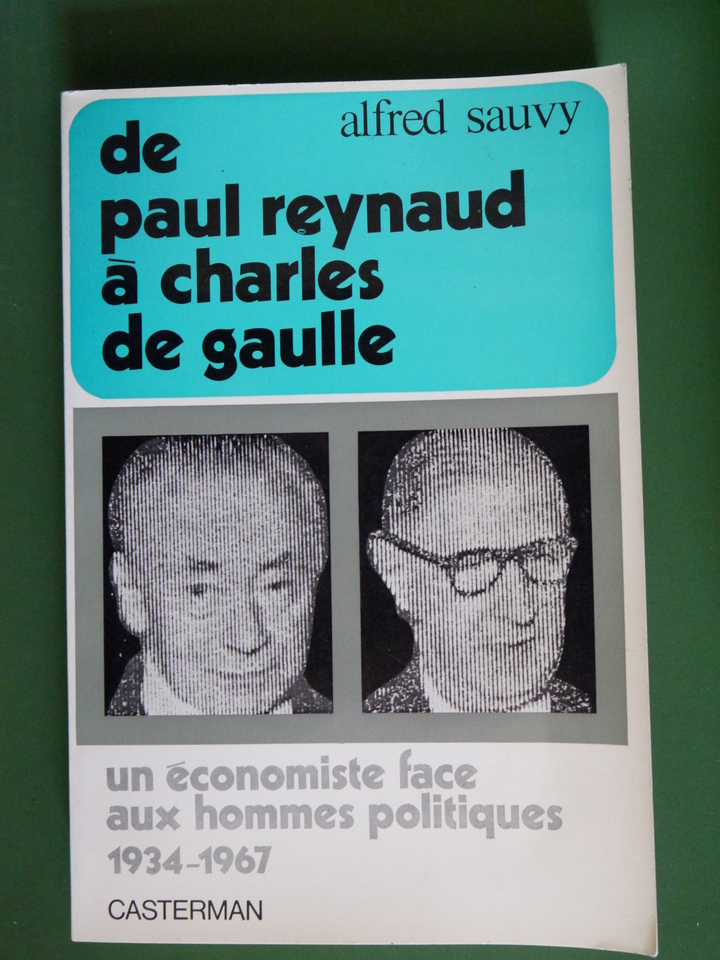 alfred sauvy
de
paul reynaud
à charles
de gaulle
un économiste face
aux hommes politiques
1934-1967
CASTERMAN